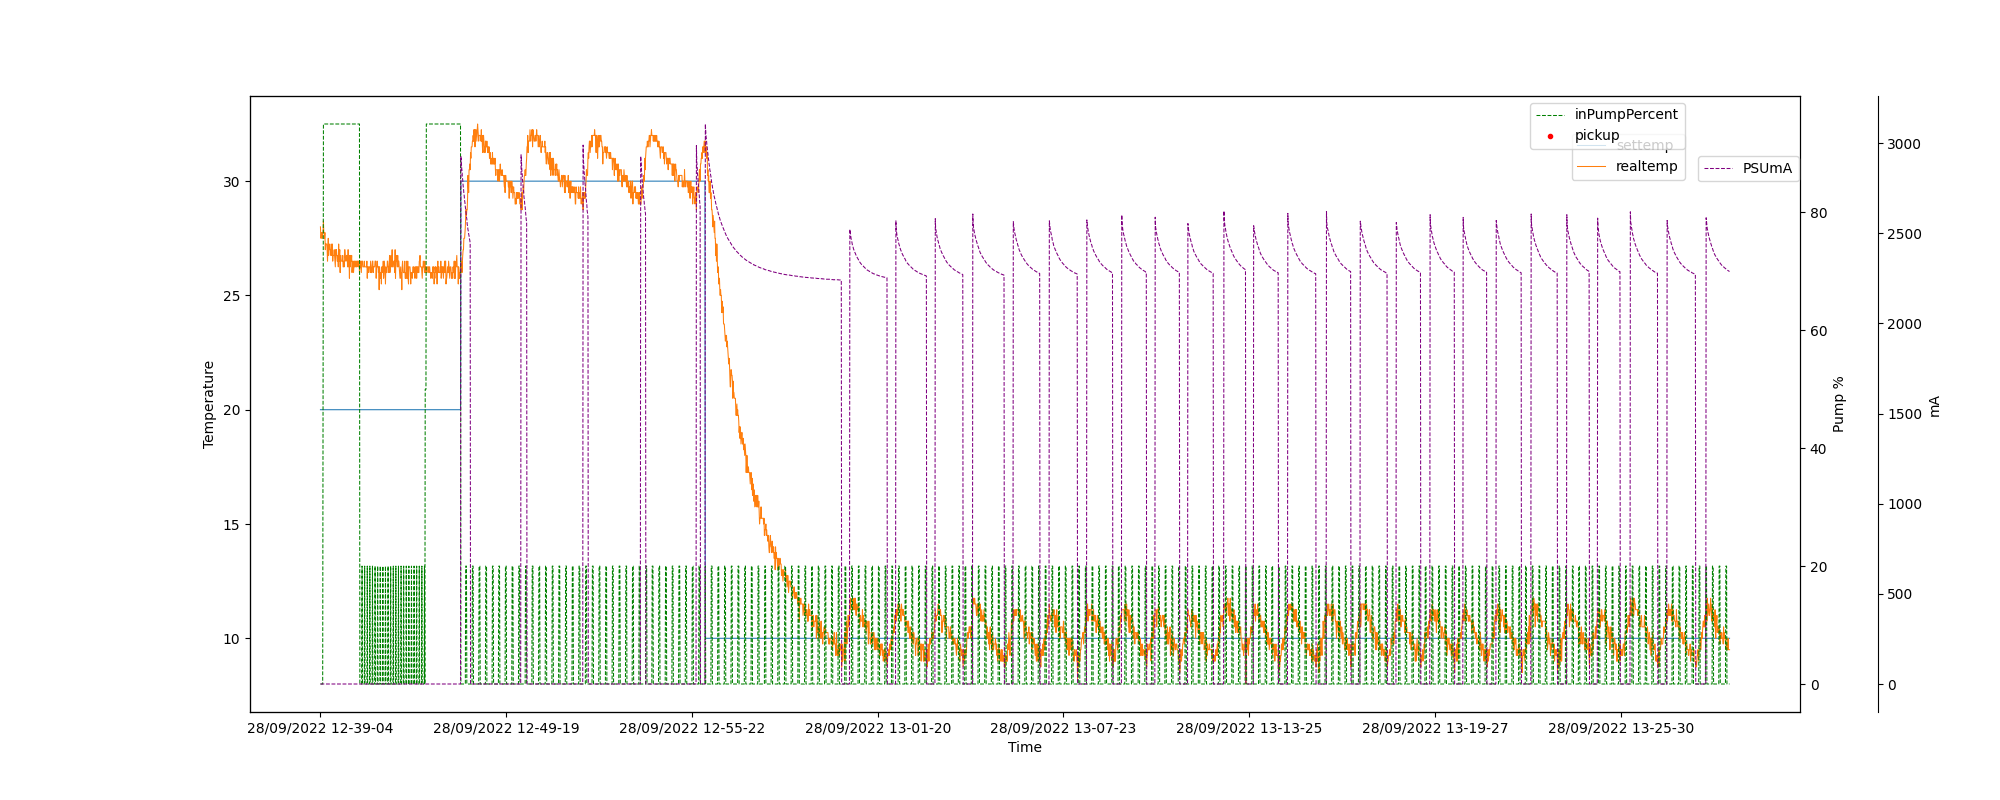 inPumpPercent
pickup
settemp
realtemp
PSUmA
30
25
20
15
10
Temperature
80
60
40
20
0
Pump %
3000
2500
2000
1500
1000
500
0
mA
28/09/2022 12-39-04
28/09/2022 12-49-19
28/09/2022 12-55-22
28/09/2022 13-01-20
28/09/2022 13-07-23
28/09/2022 13-13-25
28/09/2022 13-19-27
28/09/2022 13-25-30
Time